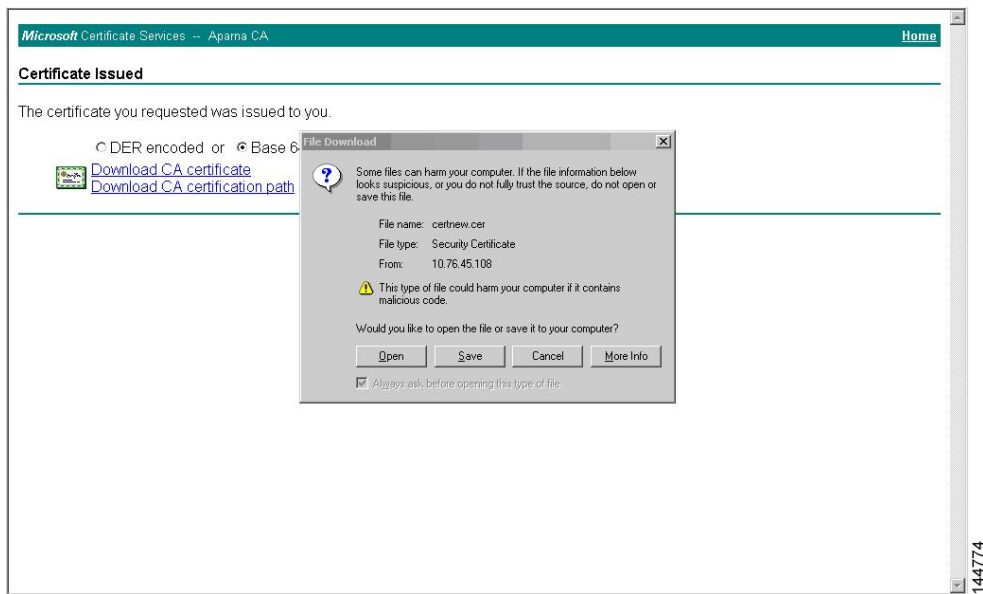 Microsoft Certificate Services -- Aparna CA Home
Certificate Issued
The certificate you requested was issued to you.
DER encoded or Base 6
Download CA certificate
Download CA certification path
File Download
Some files can harm your computer. If the file information below
looks suspicious, or you do not fully trust the source, do not open or
save this file.
File name: certnew.cer
File type: Security Certificate
From: 10.76.45.108
This type of file could harm your computer if it contains
malicious code.
Would you like to open the file or save it to your computer?
Open Save Cancel More Info
Always ask before opening this type of file
144774